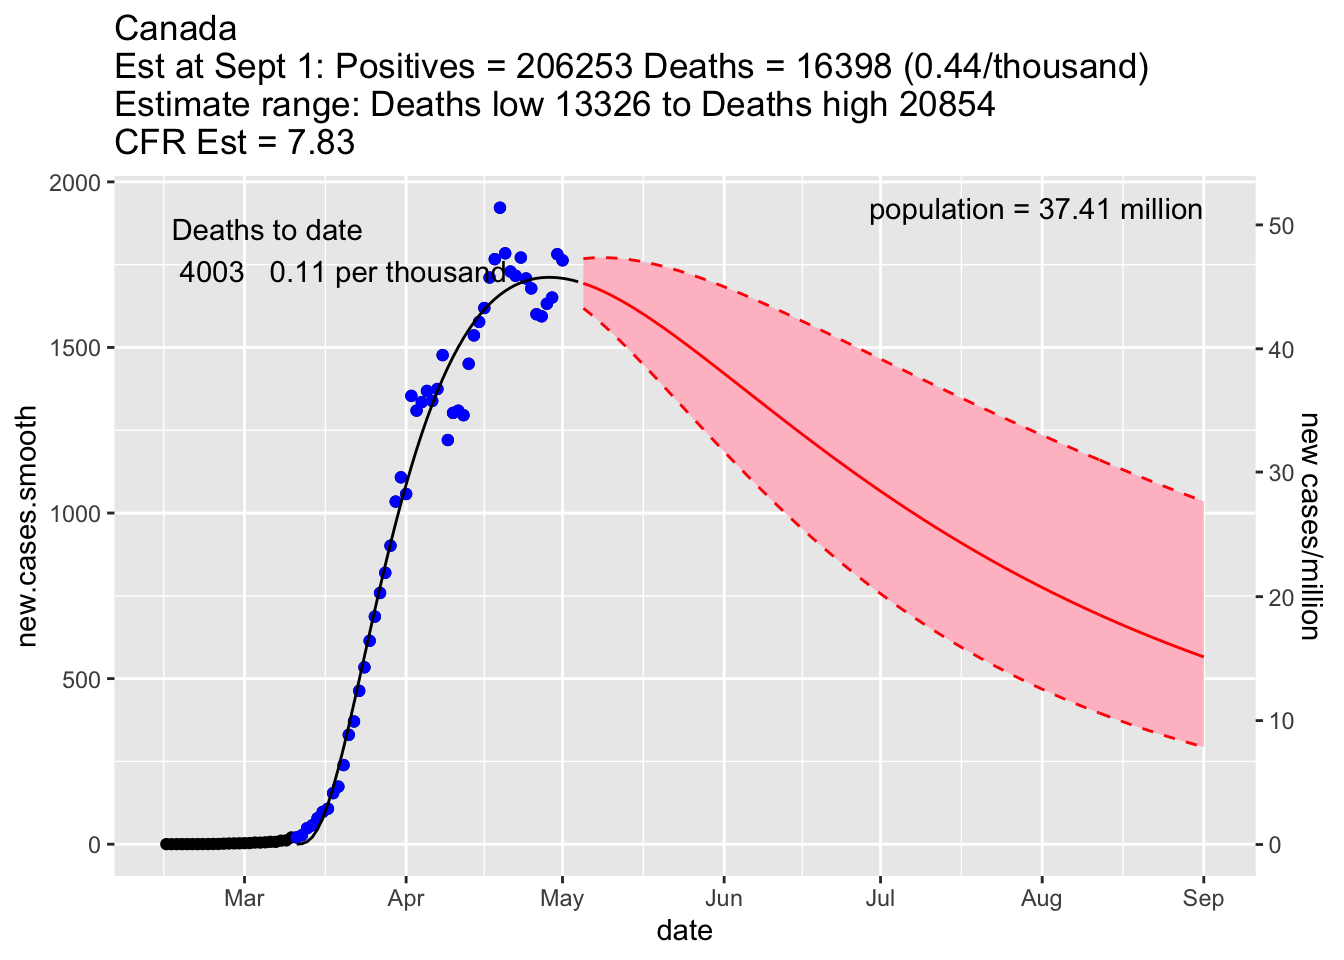 Canada
Est at Sept 1: Positives = 206253 Deaths = 16398 (0.44/thousand)
Estimate range: Deaths low 13326 to Deaths high 20854
CFR Est = 7.83
2000
1500
1000
500
0
new.cases.smooth
Deaths to date
4003 0.11 per thousand
population = 37.41 million
50
40
30
20
10
0
new cases/million
Mar Apr May Jun Jul Aug Sep
date